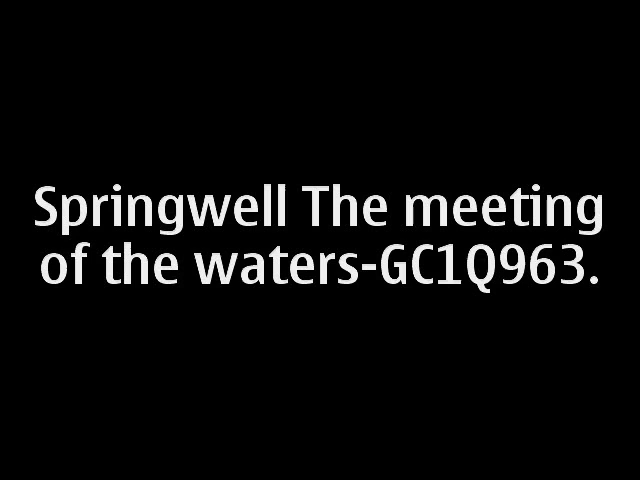 Springwell The meeting
of the waters-GC1Q963.